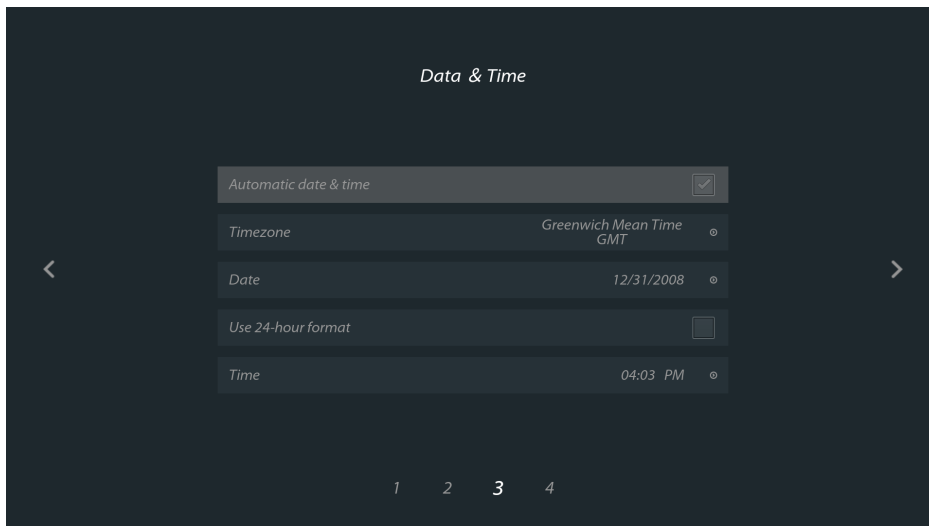 Data & Time
Automatic date & time
Timezone Greenwich Mean Time
GMT
Date 12/31/2008
Use 24-hour format
Time 04:03 PM
1 2 3 4